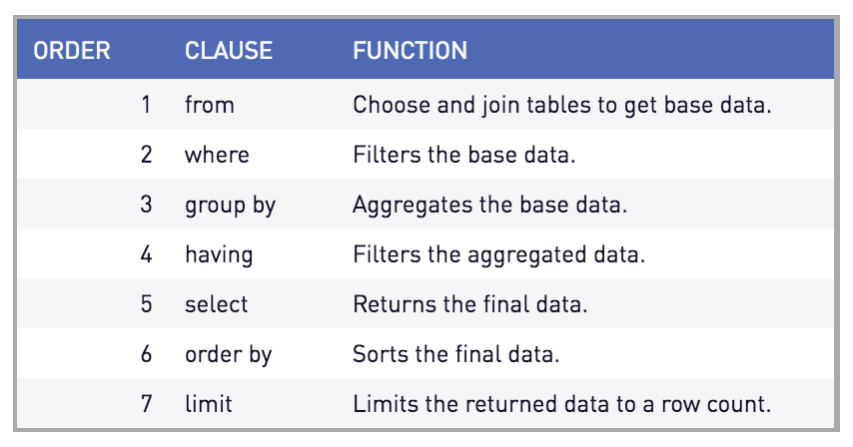 ORDER CLAUSE FUNCTION
1 from Choose and join tables to get base data.
2 where Filters the base data.
3 group by Aggregates the base data.
4 having Filters the aggregated data.
5 select Returns the final data.
6 order by Sorts the final data.
7 limit Limits the returned data to a row count.